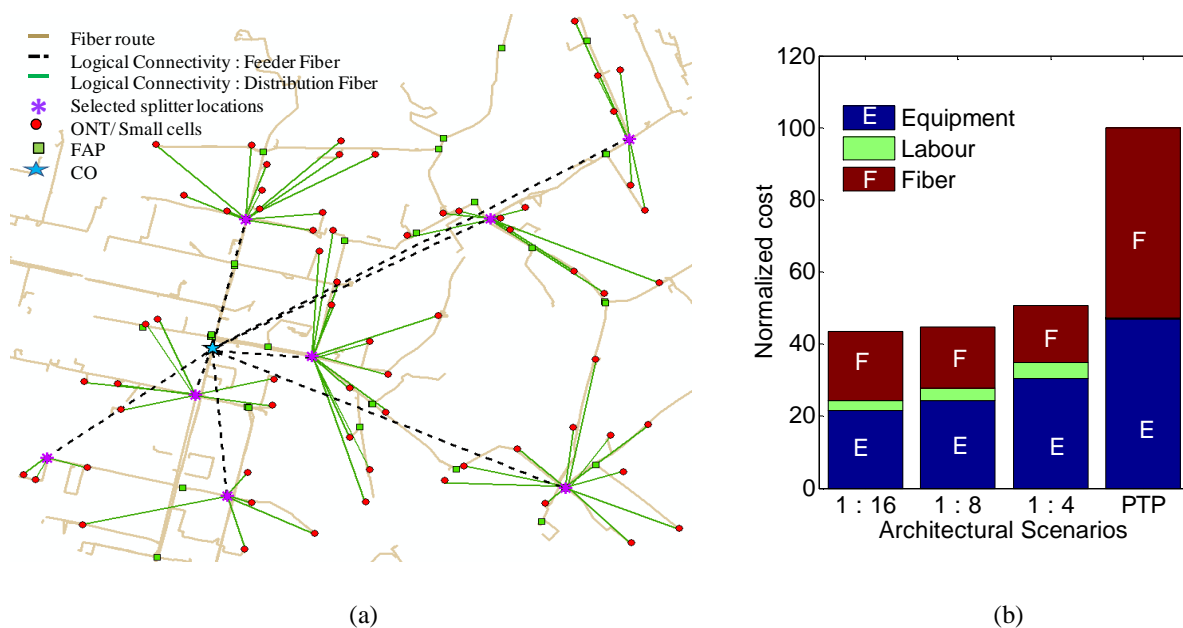 Fiber route
Logical Connectivity : Feeder Fiber
Logical Connectivity : Distribution Fiber
Selected splitter locations
ONT/ Small cells
FAP
CO
(a)
120
100
80
60
40
20
0
Normalized cost
E Equipment
Labour
F Fiber
F
F
F
F
E
E
E
E
1 : 16
1 : 8
1 : 4
PTP
Architectural Scenarios
(b)